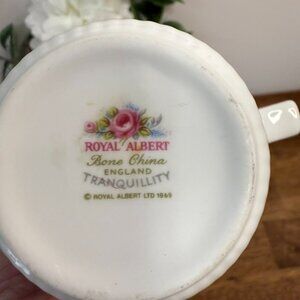 ROYAL ALBERT
Bone China
ENGLAND
TRANQUILLITY
© ROYAL ALBERT LTD 1969